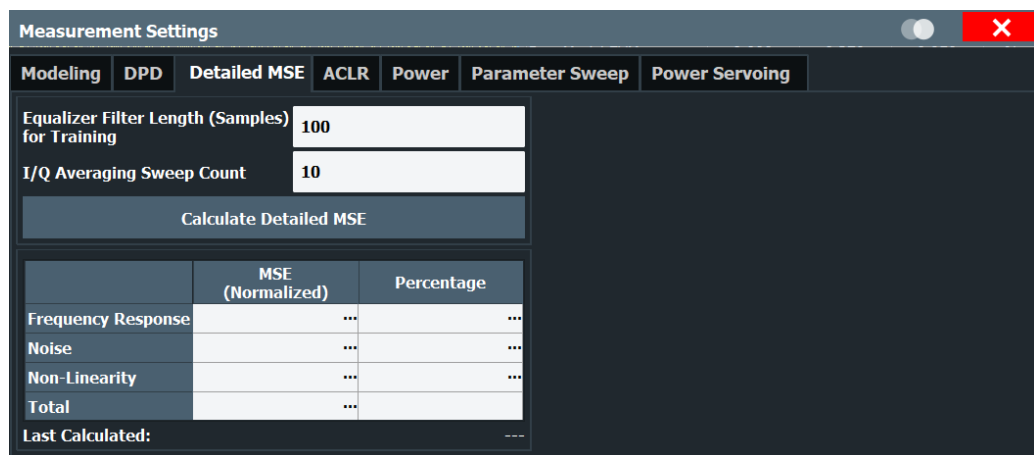 Measurement Settings
Modeling DPD Detailed MSE ACLR Power Parameter Sweep Power Servoing
Equalizer Filter Length (Samples)
for Training
100
I/Q Averaging Sweep Count 10
Calculate Detailed MSE
MSE
(Normalized)
Percentage
Frequency Response ... ...
Noise ... ...
Non-Linearity ... ...
Total ...
Last Calculated: ---